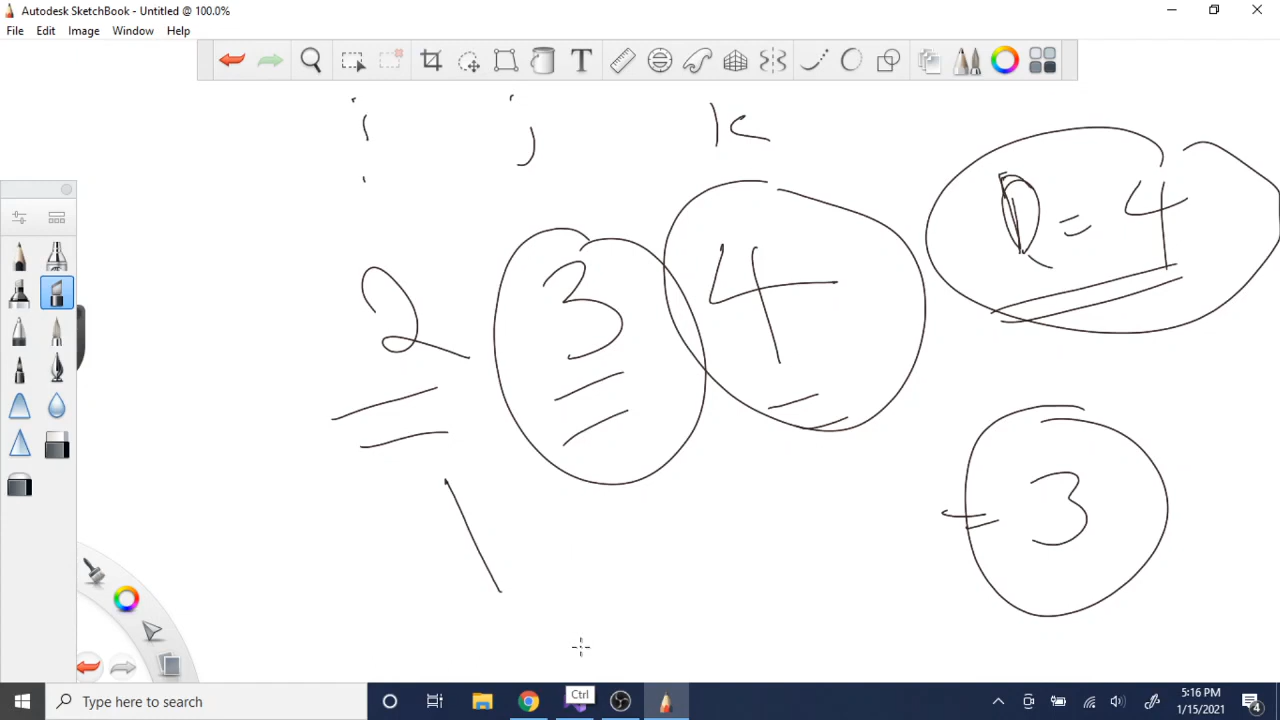 Autodesk SketchBook - Untitled @ 100.0%
File Edit Image Window Help
i j k
2 3 4
= 4
= 3
Ctrl
Type here to search
5:16 PM
1/15/2021
4